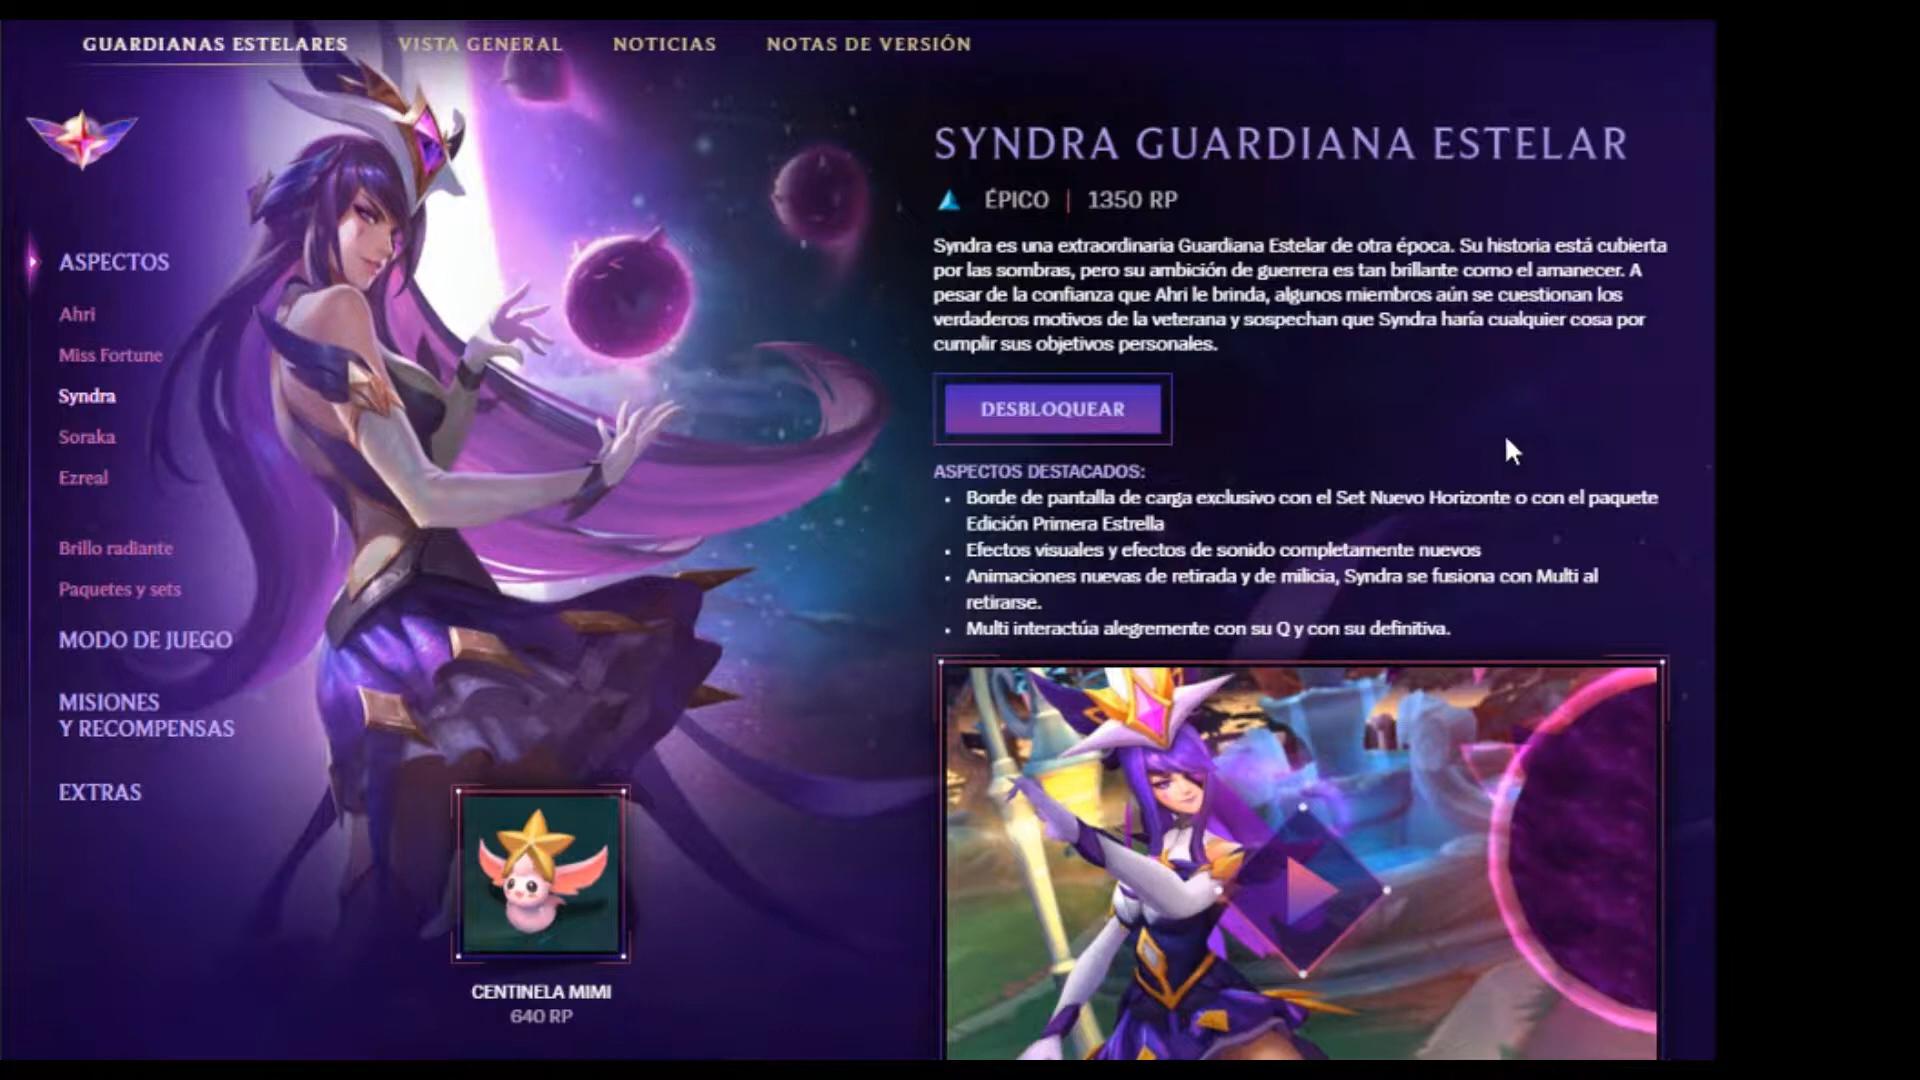 GUARDIANAS ESTELARES
VISTA GENERAL
NOTICIAS
NOTAS DE VERSIÓN
ASPECTOS
Ahri
Miss Fortune
Syndra
Soraka
Ezreal
Brillo radiante
Paquetes y sets
MODO DE JUEGO
MISIONES
Y RECOMPENSAS
EXTRAS
CENTINELA MIMI
640 RP
SYNDRA GUARDIANA ESTELAR
ÉPICO | 1350 RP
Syndra es una extraordinaria Guardiana Estelar de otra época. Su historia está cubierta
por las sombras, pero su ambición de guerrera es tan brillante como el amanecer. A
pesar de la confianza que Ahri le brinda, algunos miembros aún se cuestionan los
verdaderos motivos de la veterana y sospechan que Syndra haría cualquier cosa por
cumplir sus objetivos personales.
DESBLOQUEAR
ASPECTOS DESTACADOS:
• Borde de pantalla de carga exclusivo con el Set Nuevo Horizonte o con el paquete
Edición Primera Estrella
• Efectos visuales y efectos de sonido completamente nuevos
• Animaciones nuevas de retirada y de milicia, Syndra se fusiona con Multi al
retirarse.
• Multi interactúa alegremente con su Q y con su definitiva.